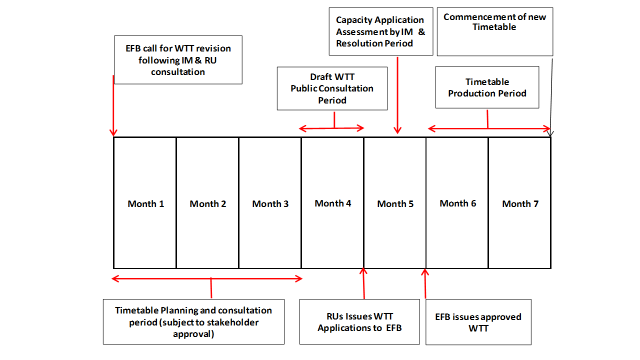 EFB call for WTT revision
following IM & RU
consultation
Draft WTT
Public Consultation
Period
Capacity Application
Assessment by IM &
Resolution Period
Commencement of new
Timetable
Timetable
Production Period
Month 1
Month 2
Month 3
Month 4
Month 5
Month 6
Month 7
Timetable Planning and consultation
period (subject to stakeholder
approval)
RUs Issues WTT
Applications to EFB
EFB issues approved
WTT